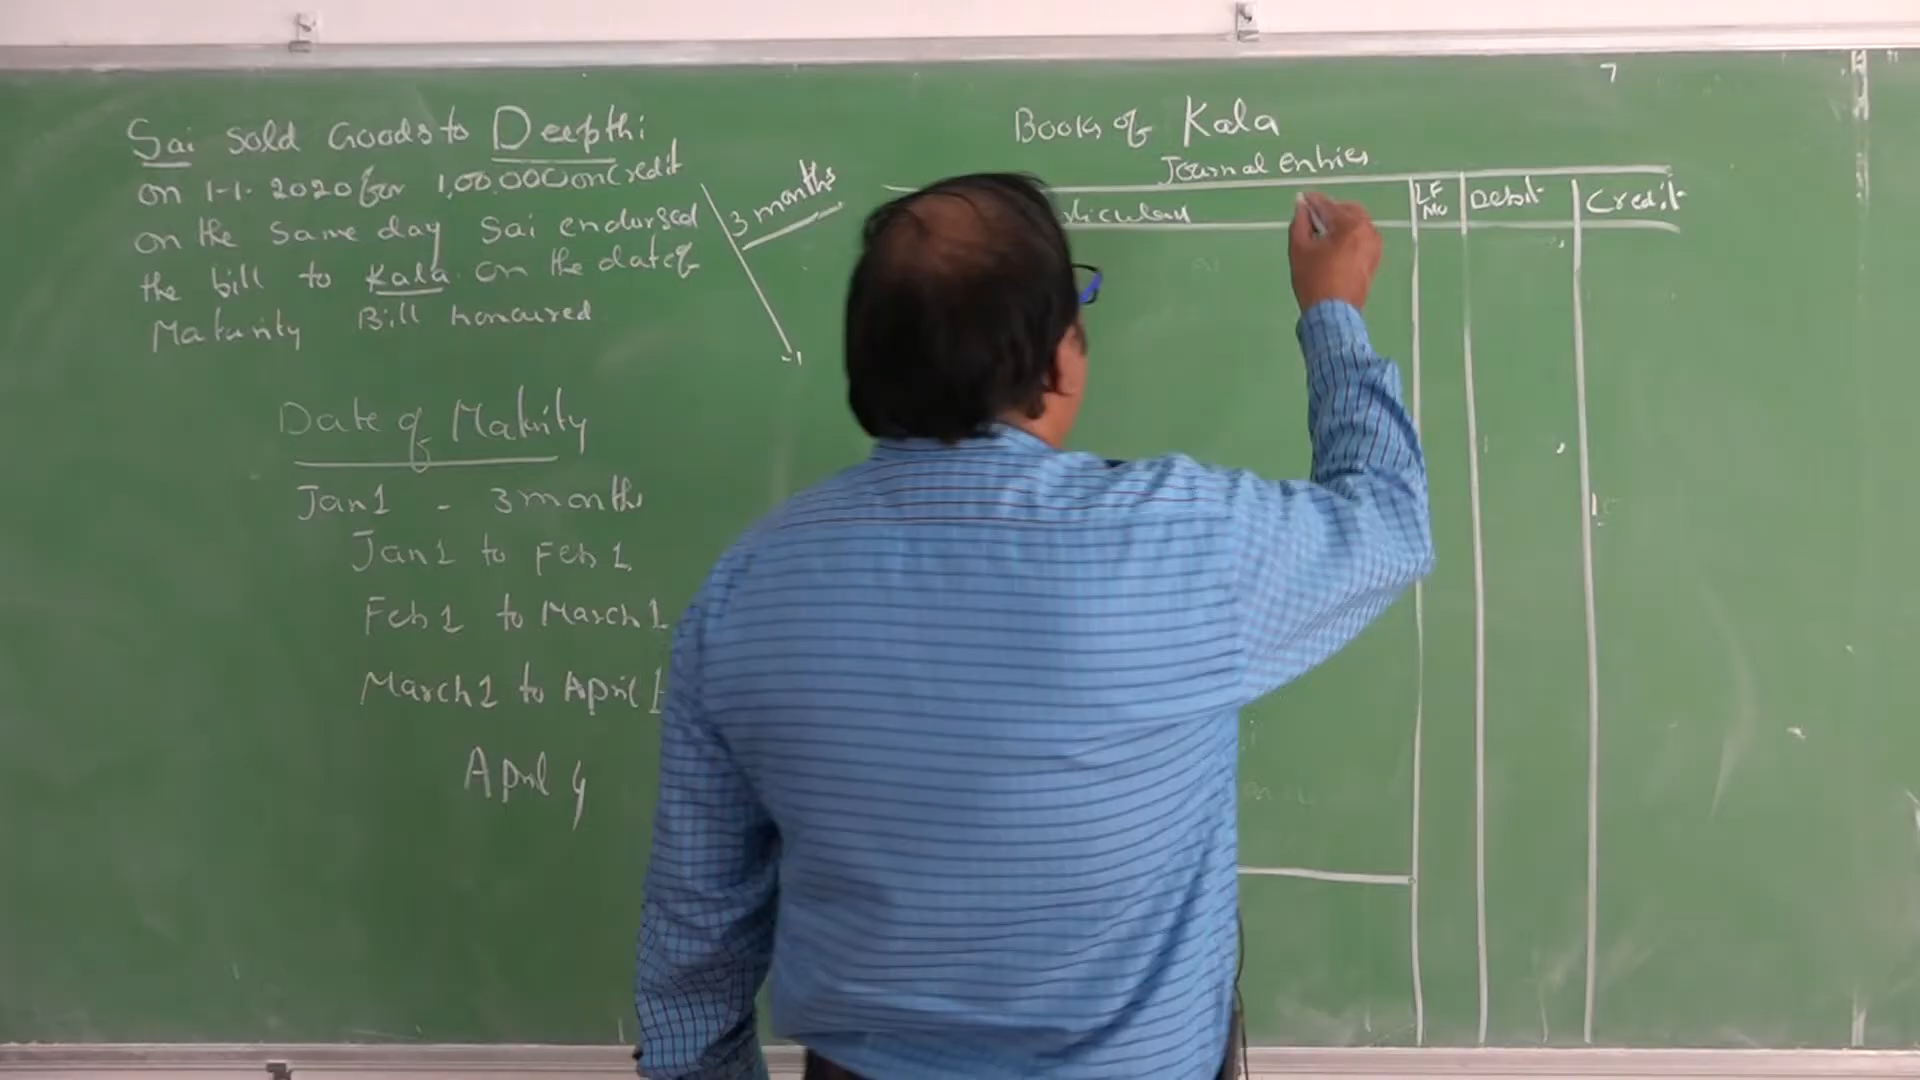 Sai sold Goods to Deepthi
on 1-1-2020 for 1,00,000 on Credit
on the same day Sai endorsed
the bill to Kala on the date of
Maturity Bill honoured
3 months
Date of Maturity
Jan 1 - 3 months
Jan 1 to Feb 1
Feb 1 to March 1
March 1 to April 1
April 4
Books of Kala
Journal entries
LF No Debit Credit